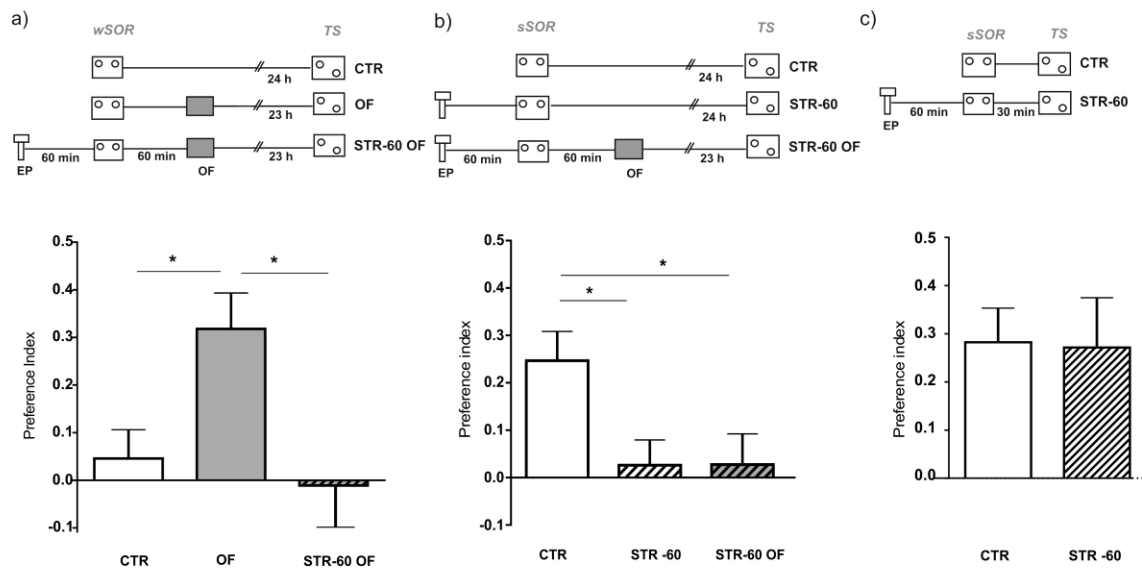 a)
wSOR
TS
CTR
24 h
OF
23 h
STR-60 OF
60 min
60 min
23 h
EP
OF
b)
sSOR
TS
CTR
24 h
STR-60
24 h
STR-60 OF
60 min
60 min
23 h
EP
OF
c)
sSOR
TS
CTR
STR-60
60 min
30 min
EP
Preference Index
0.5
0.4
0.3
0.2
0.1
0.0
-0.1
*
*
CTR
OF
STR-60 OF
Preference index
0.5
0.4
0.3
0.2
0.1
0.0
-0.1
*
*
CTR
STR -60
STR-60 OF
Preference index
0.5
0.4
0.3
0.2
0.1
0.0
CTR
STR -60